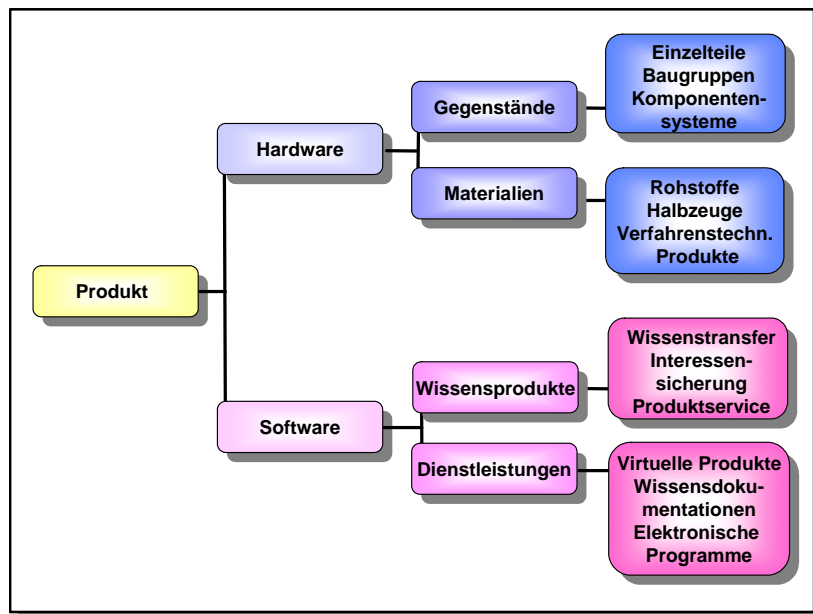 Produkt
Hardware
Gegenstände
Einzelteile
Baugruppen
Komponenten-
systeme
Materialien
Rohstoffe
Halbzeuge
Verfahrenstechn.
Produkte
Software
Wissensprodukte
Wissenstransfer
Interessen-
sicherung
Produktservice
Dienstleistungen
Virtuelle Produkte
Wissensdoku-
mentationen
Elektronische
Programme